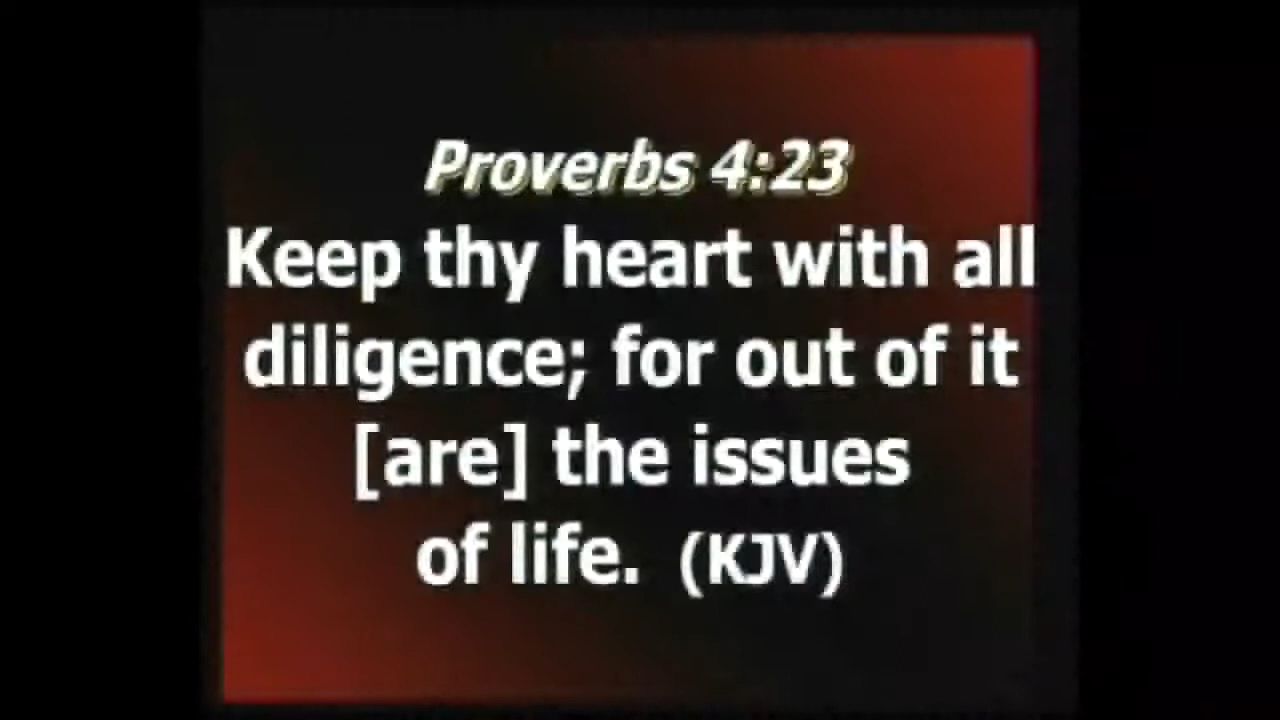 Proverbs 4:23
Keep thy heart with all
diligence; for out of it
[are] the issues
of life. (KJV)